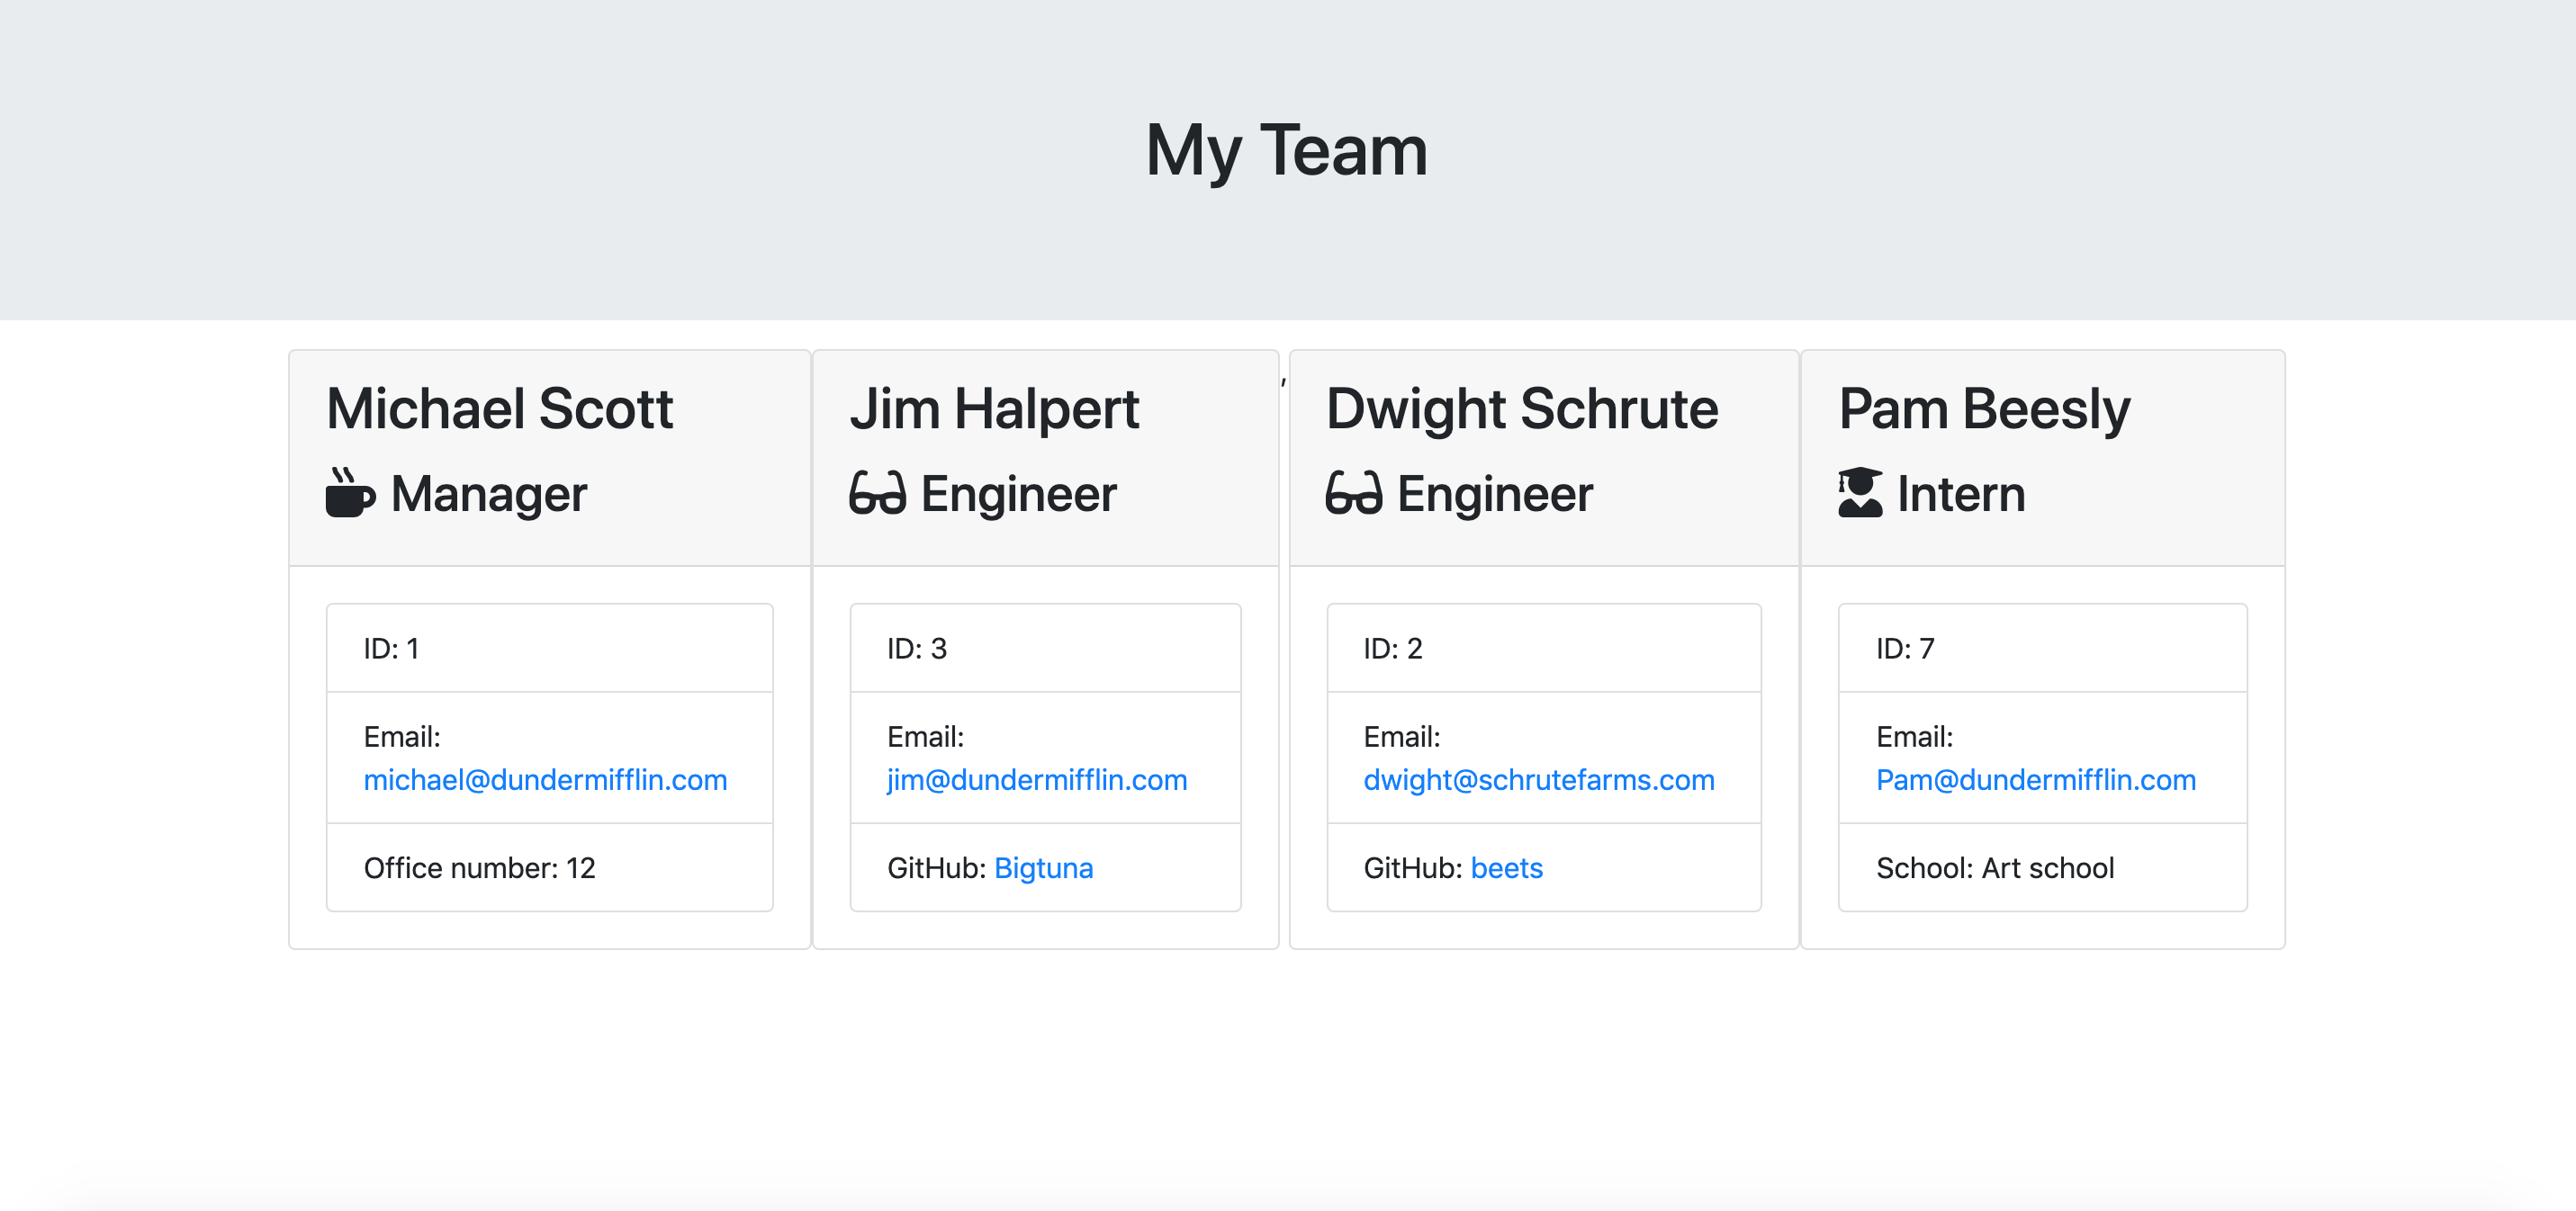 My Team
Michael Scott
Manager
ID: 1
Email:
michael@dundermifflin.com
Office number: 12
Jim Halpert
Engineer
ID: 3
Email:
jim@dundermifflin.com
GitHub: Bigtuna
,
Dwight Schrute
Engineer
ID: 2
Email:
dwight@schrutefarms.com
GitHub: beets
Pam Beesly
Intern
ID: 7
Email:
Pam@dundermifflin.com
School: Art school